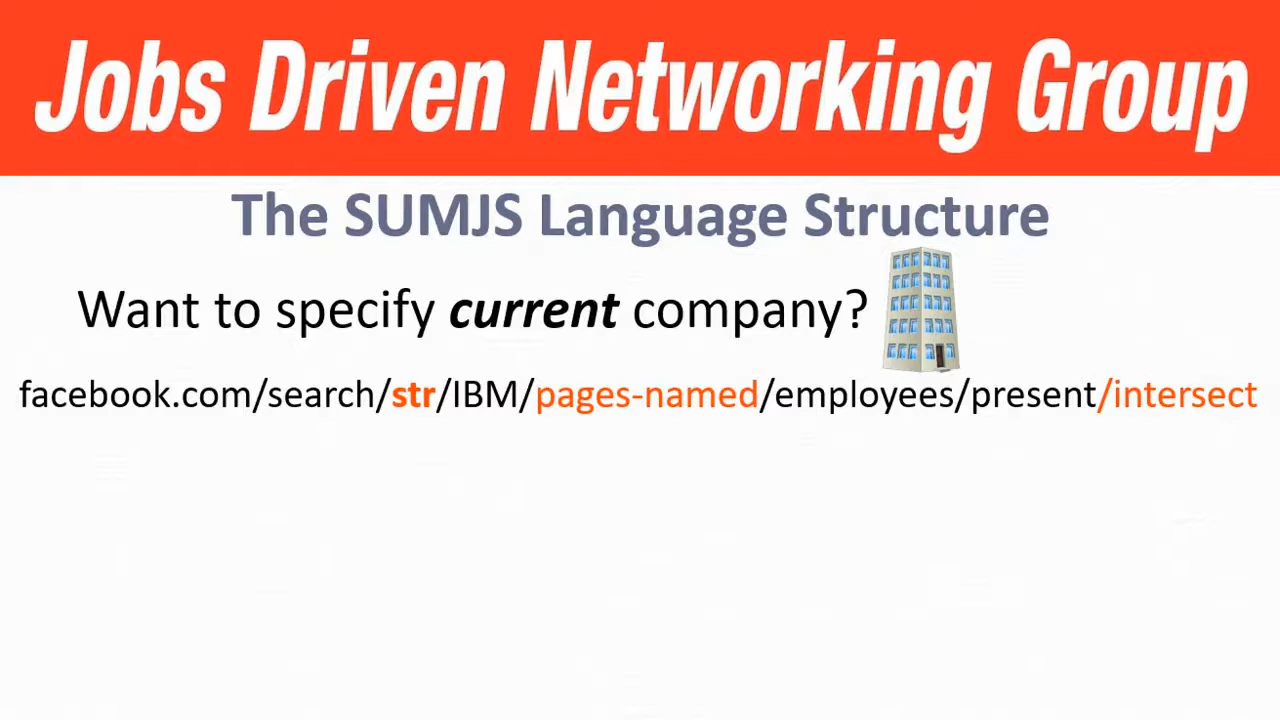 Jobs Driven Networking Group
The SUMJS Language Structure
Want to specify current company?
facebook.com/search/str/IBM/pages-named/employees/present/intersect